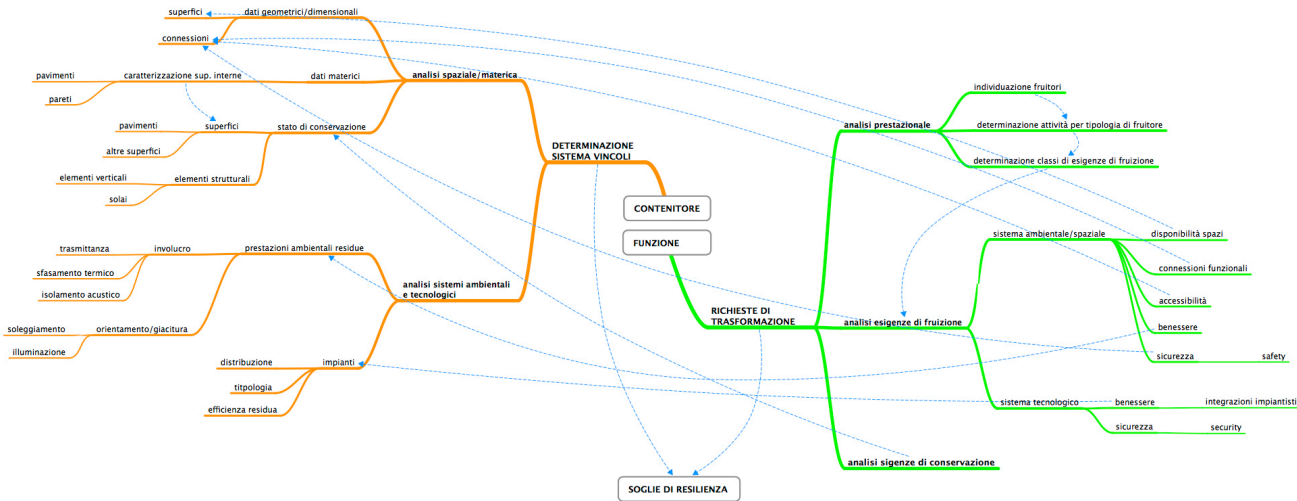 superfici
dati geometrici/dimensionali
connessioni
analisi spaziale/materica
pavimenti
caratterizzazione sup. interne
dati materici
pareti
pavimenti
superfici
stato di conservazione
altre superfici
elementi verticali
elementi strutturali
solai
DETERMINAZIONE
SISTEMA VINCOLI
CONTENITORE
FUNZIONE
trasmittanza
involucro
prestazioni ambientali residue
sfasamento termico
isolamento acustico
analisi sistemi ambientali
e tecnologici
soleggiamento
orientamento/giacitura
illuminazione
distribuzione
impianti
titpologia
efficienza residua
RICHIESTE DI
TRASFORMAZIONE
individuazione fruitori
analisi prestazionale
determinazione attività per tipologia di fruitore
determinazione classi di esigenze di fruizione
sistema ambientale/spaziale
disponibilità spazi
connessioni funzionali
accessibilità
benessere
analisi esigenze di fruizione
sicurezza
safety
sistema tecnologico
benessere
integrazioni impiantisti
sicurezza
security
analisi sigenze di conservazione
SOGLIE DI RESILIENZA